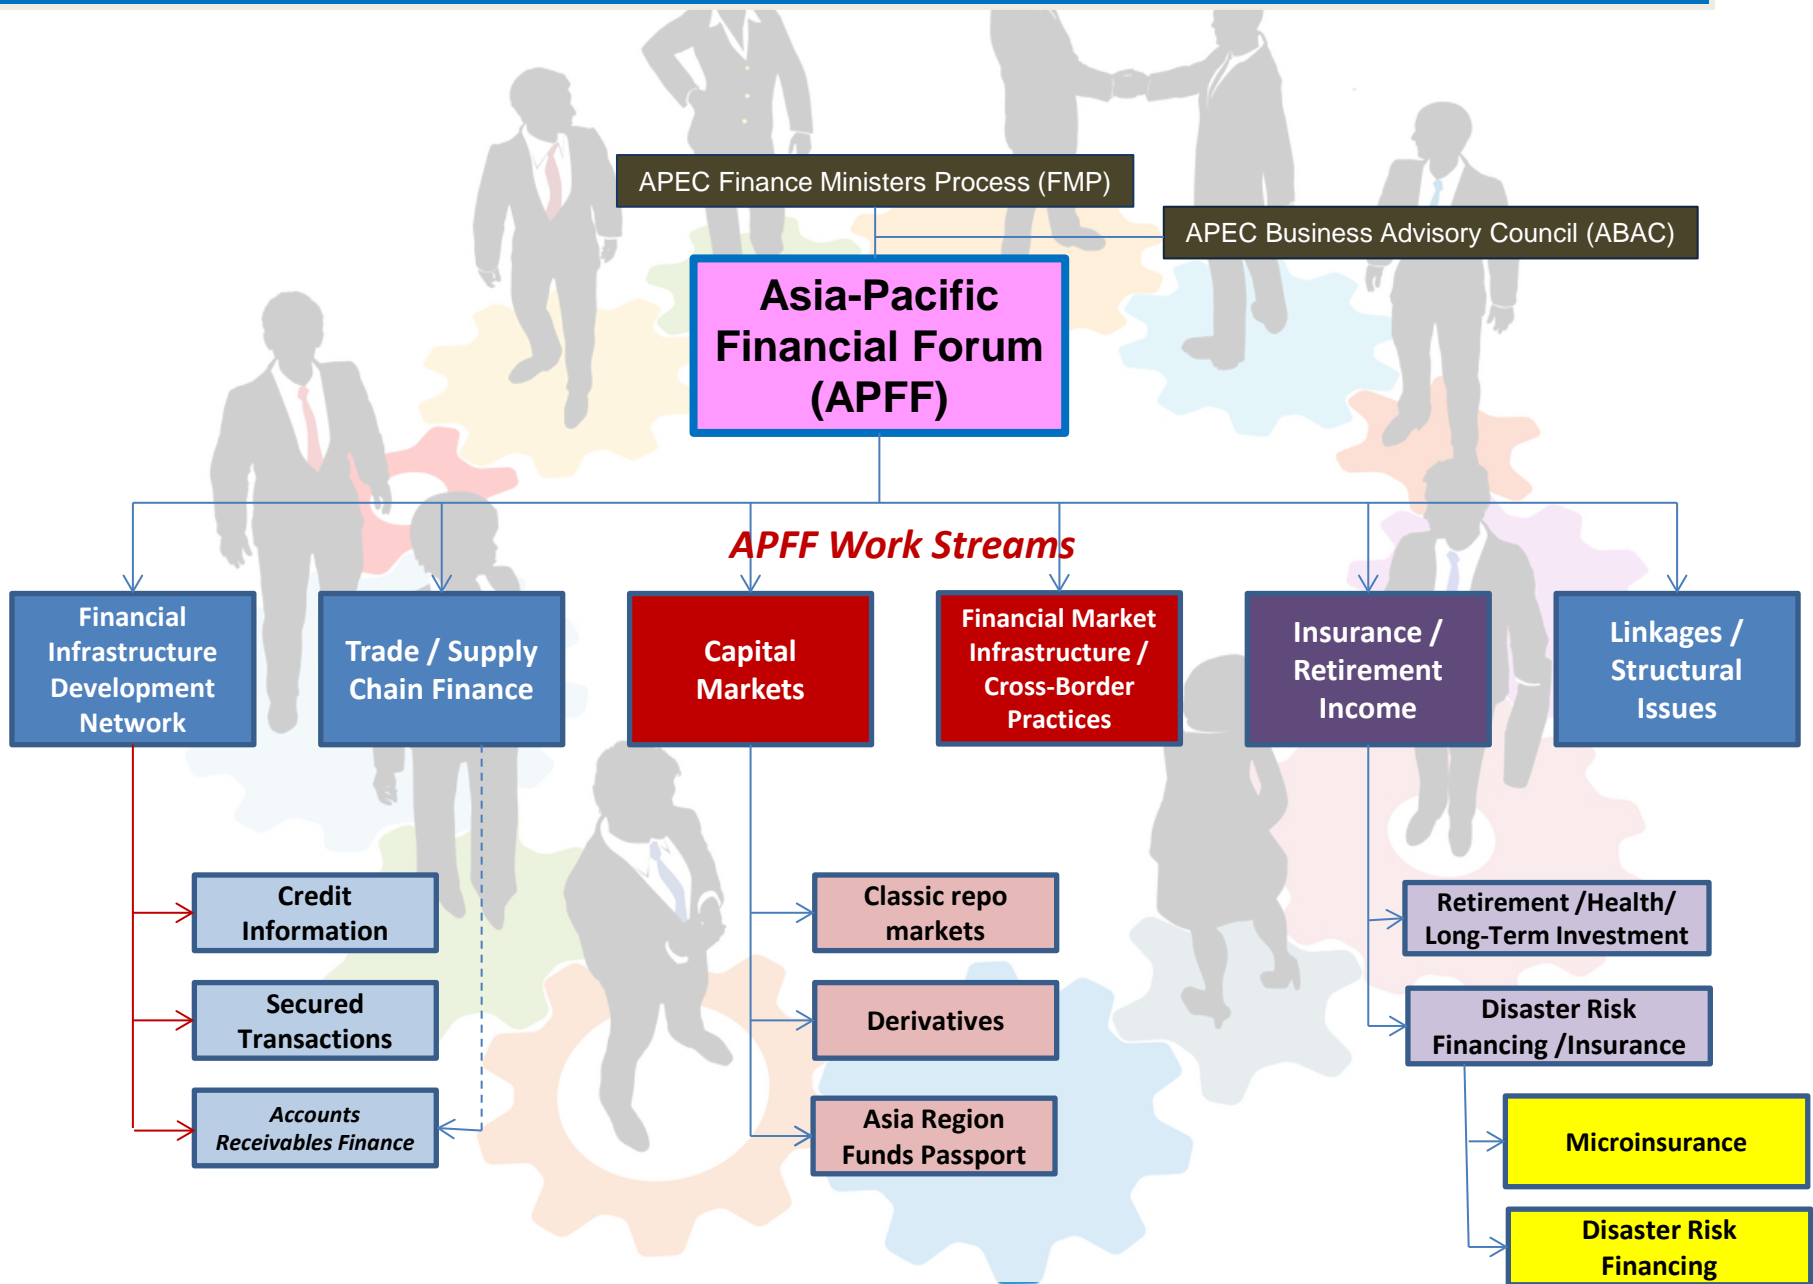 APEC Finance Ministers Process (FMP)
APEC Business Advisory Council (ABAC)
Asia-Pacific
Financial Forum
(APFF)
APFF Work Streams
Financial
Infrastructure
Development
Network
Trade / Supply
Chain Finance
Capital
Markets
Financial Market
Infrastructure /
Cross-Border
Practices
Insurance /
Retirement
Income
Linkages /
Structural
Issues
Credit
Information
Secured
Transactions
Accounts
Receivables Finance
Classic repo
markets
Derivatives
Asia Region
Funds Passport
Retirement /Health/
Long-Term Investment
Disaster Risk
Financing /Insurance
Microinsurance
Disaster Risk
Financing